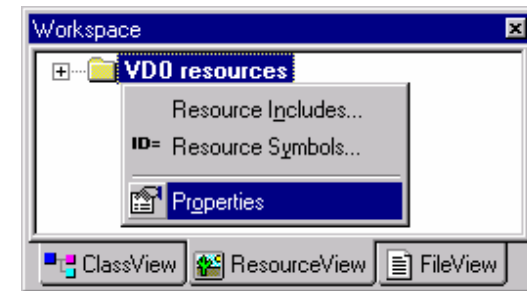 Workspace
VD0 resources
Resource Includes...
ID= Resource Symbols...
Properties
ClassView ResourceView FileView